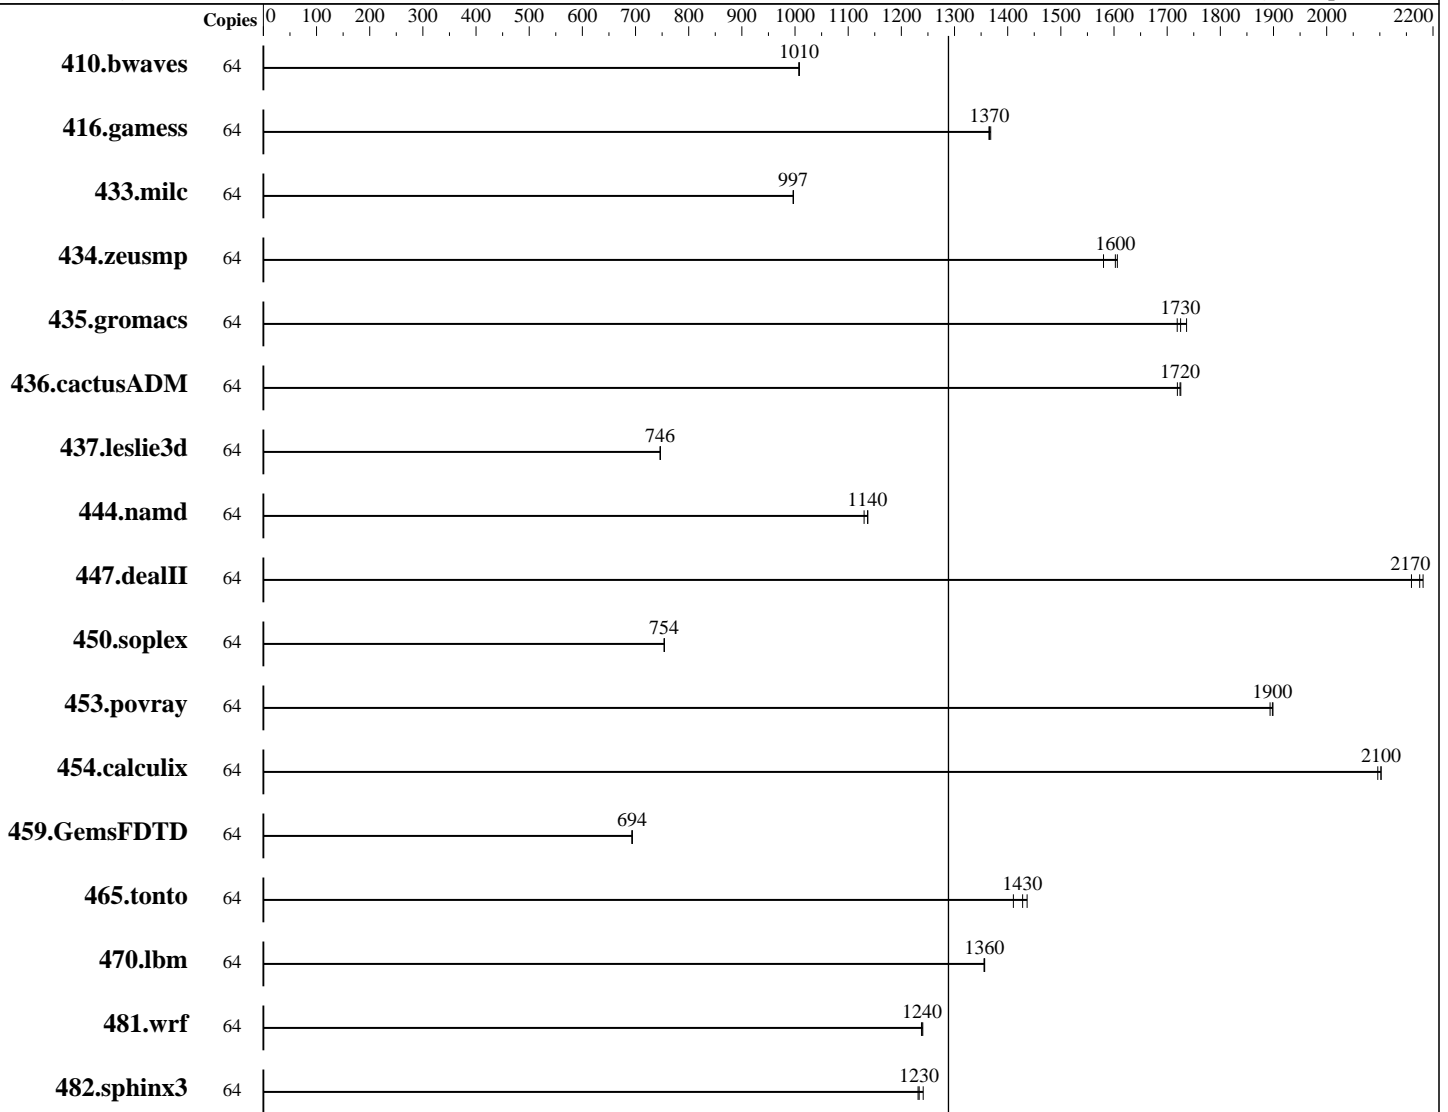 Copies 0 100 200 300 400 500 600 700 800 900 1000 1100 1200 1300 1400 1500 1600 1700 1800 1900 2000 2200
410.bwaves 64 1010
416.gamess 64 1370
433.milc 64 997
434.zeusmp 64 1600
435.gromacs 64 1730
436.cactusADM 64 1720
437.leslie3d 64 746
444.namd 64 1140
447.dealII 64 2170
450.soplex 64 754
453.povray 64 1900
454.calculix 64 2100
459.GemsFDTD 64 694
465.tonto 64 1430
470.lbm 64 1360
481.wrf 64 1240
482.sphinx3 64 1230